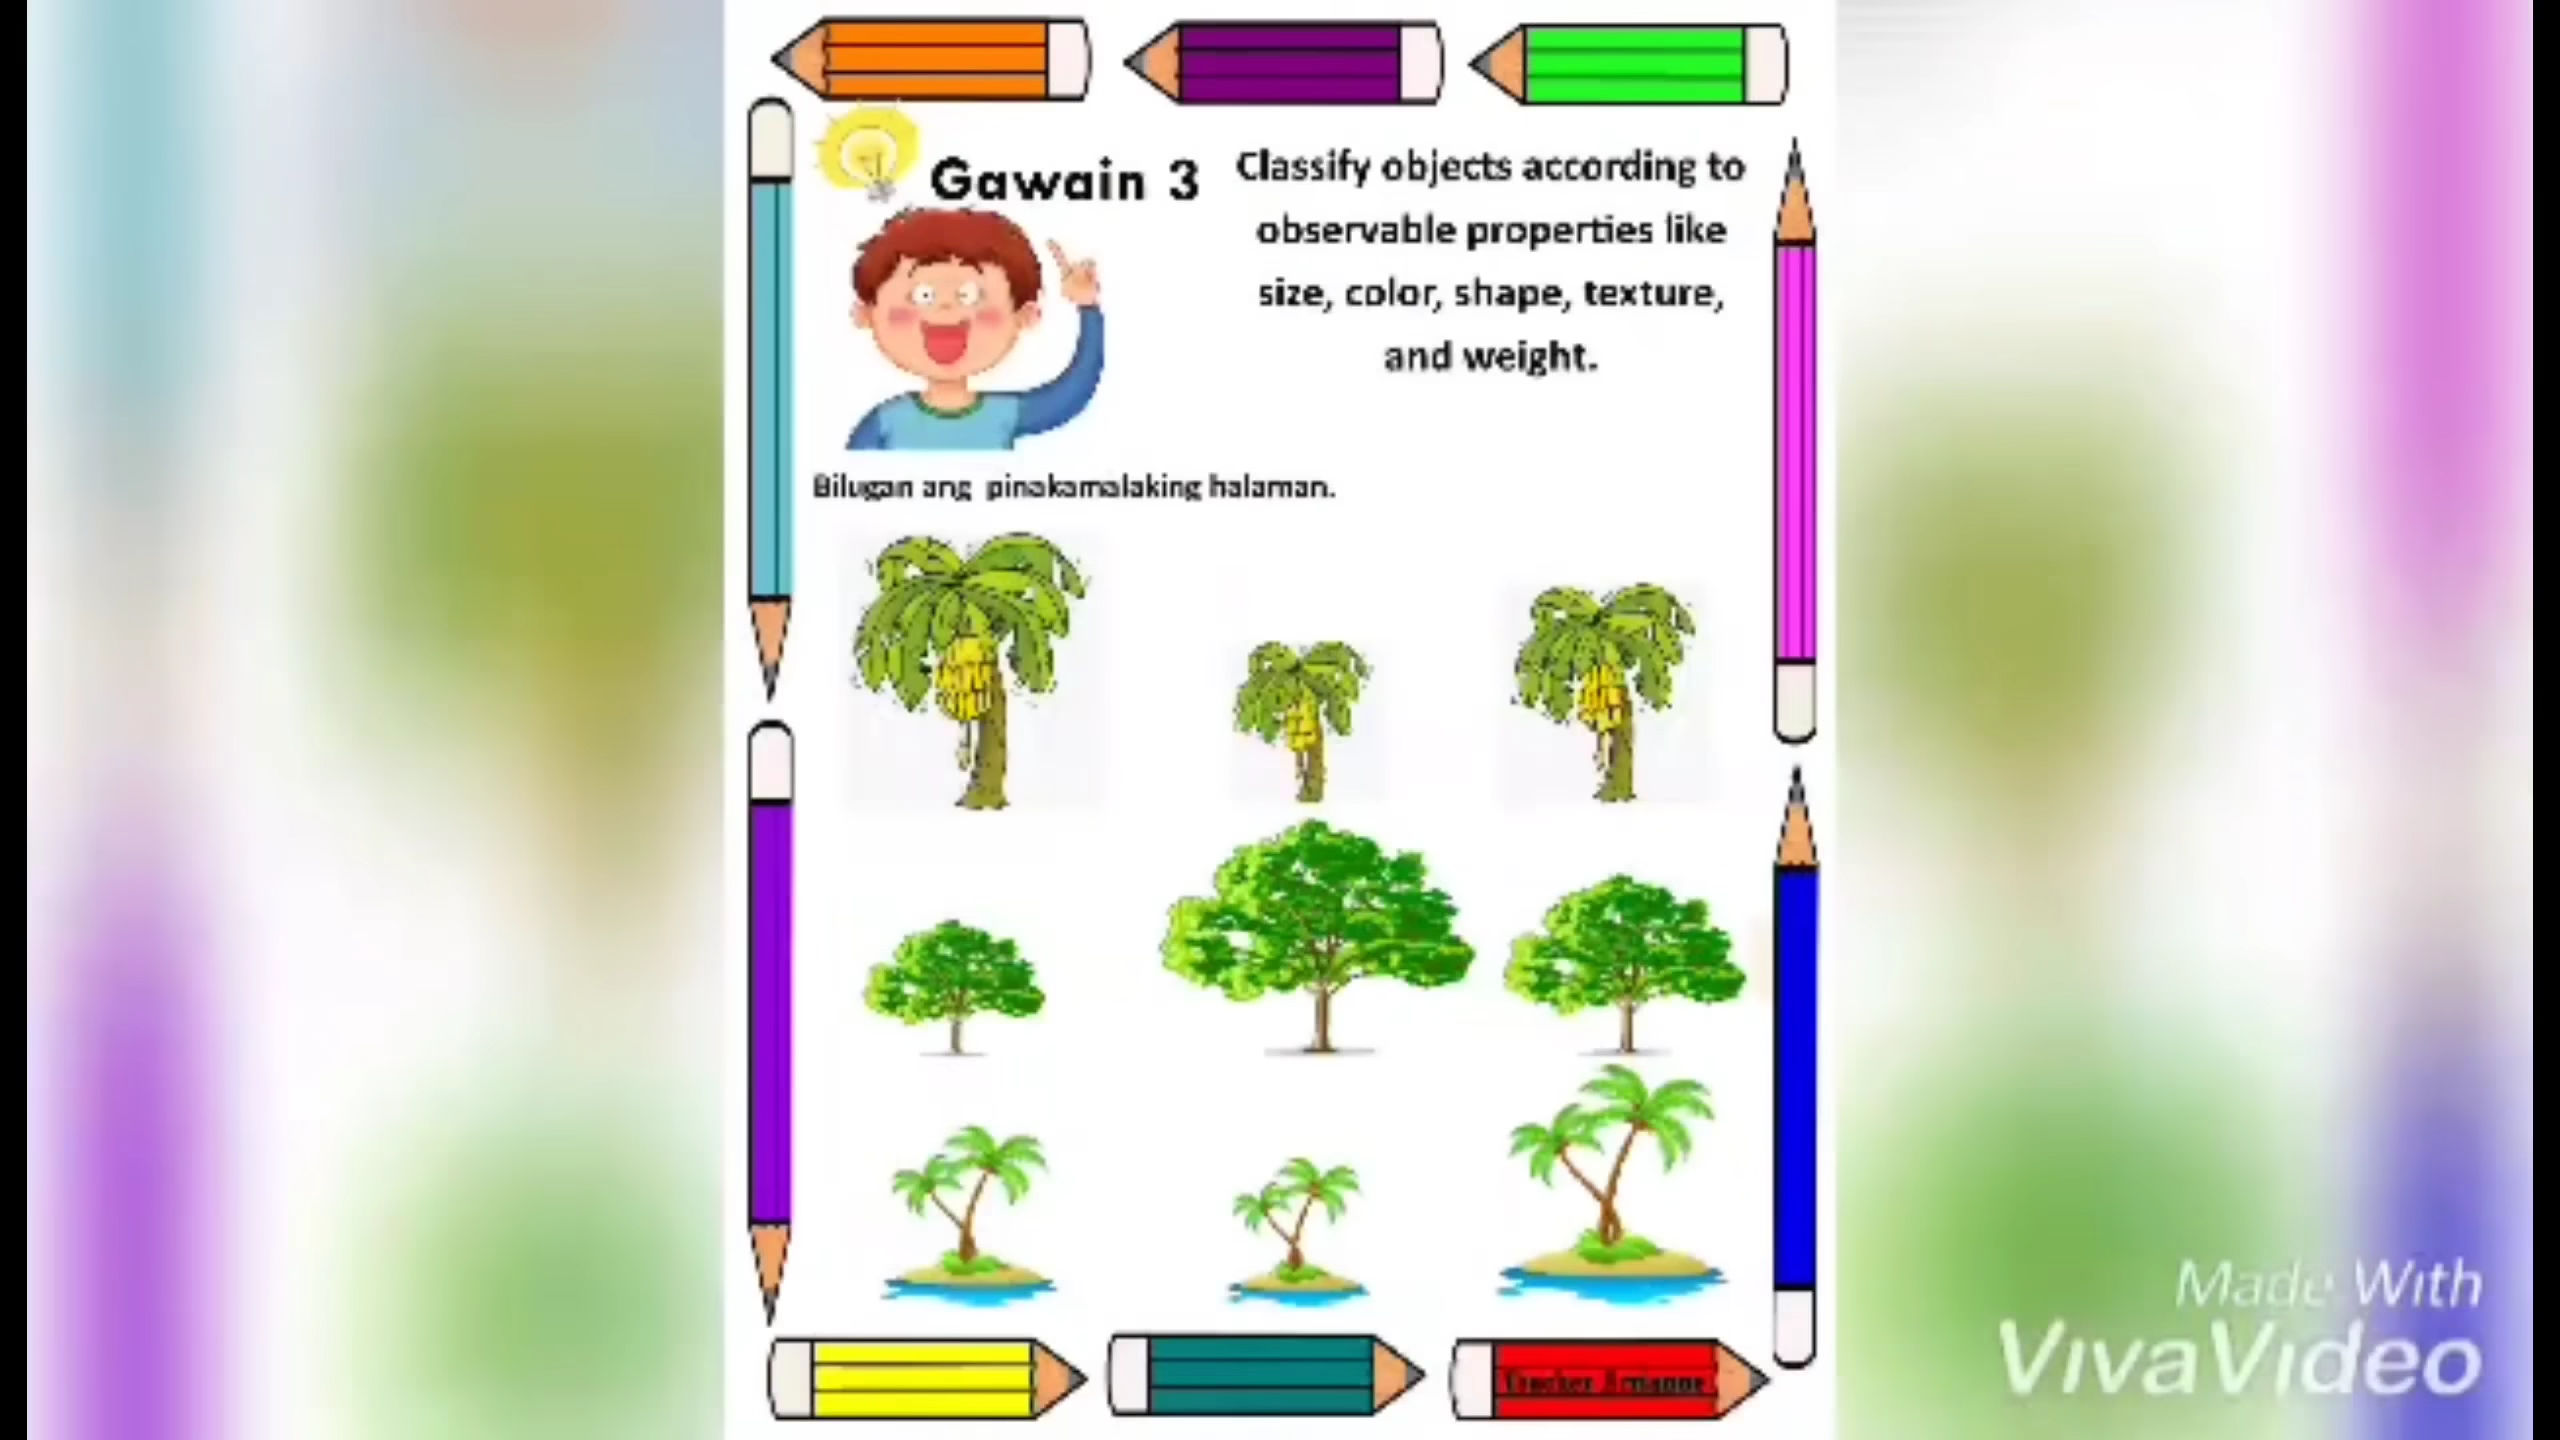 Gawain 3
Classify objects according to
observable properties like
size, color, shape, texture,
and weight.
Bilugan ang pinakamalaking halaman.
Teacher
Made With
VivaVideo